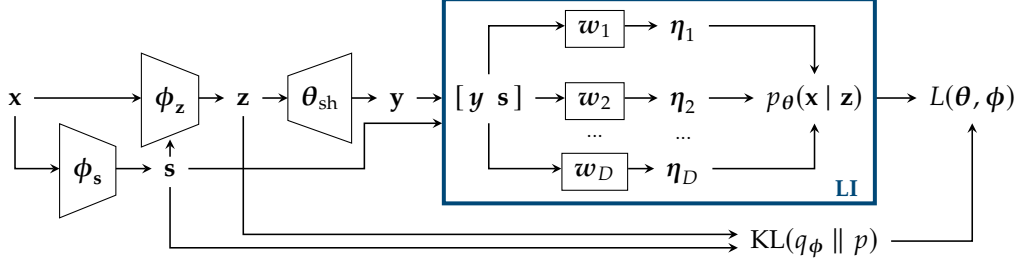 x ϕ_z z θ_sh y [ y s ] w_1 η_1
w_2 η_2 p_θ(x | z) L(θ, ϕ)
... ...
ϕ_s s w_D η_D
LI
KL(q_ϕ ∥ p)